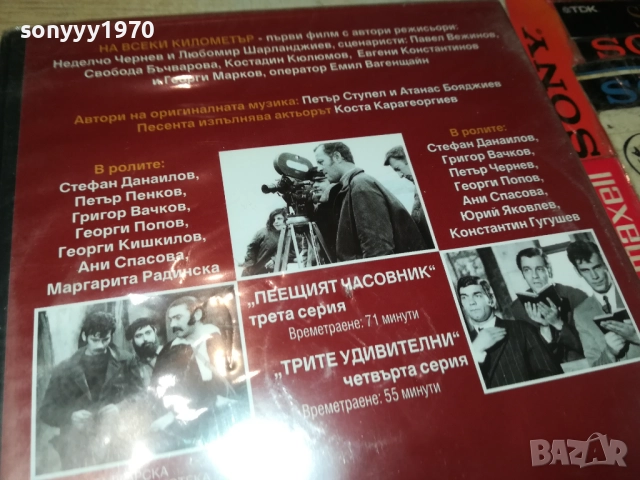 sonyyy1970
НА ВСЕКИ КИЛОМЕТЪР - първи филм с автори режисьори:
Неделчо Чернев и Любомир Шарланджиев, сценаристи: Павел Вежинов,
Свобода Бъчварова, Костадин Кюлюмов, Евгени Константинов
и Георги Марков, оператор Емил Вагенщайн
Автори на оригиналната музика: Петър Ступел и Атанас Бояджиев
Песента изпълнява актьорът Коста Карагеоргиев
В ролите:
Стефан Данаилов,
Петър Пенков,
Григор Вачков,
Георги Попов,
Георги Кишкилов,
Ани Спасова,
Маргарита Радинска
В ролите:
Стефан Данаилов,
Григор Вачков,
Петър Чернев,
Георги Попов,
Ани Спасова,
Юрий Яковлев,
Константин Гугушев
„ПЕЕЩИЯТ ЧАСОВНИК“
трета серия
Времетраене: 71 минути
„ТРИТЕ УДИВИТЕЛНИ“
четвърта серия
Времетраене: 55 минути
TDK
SONY
maxell
BAZAR